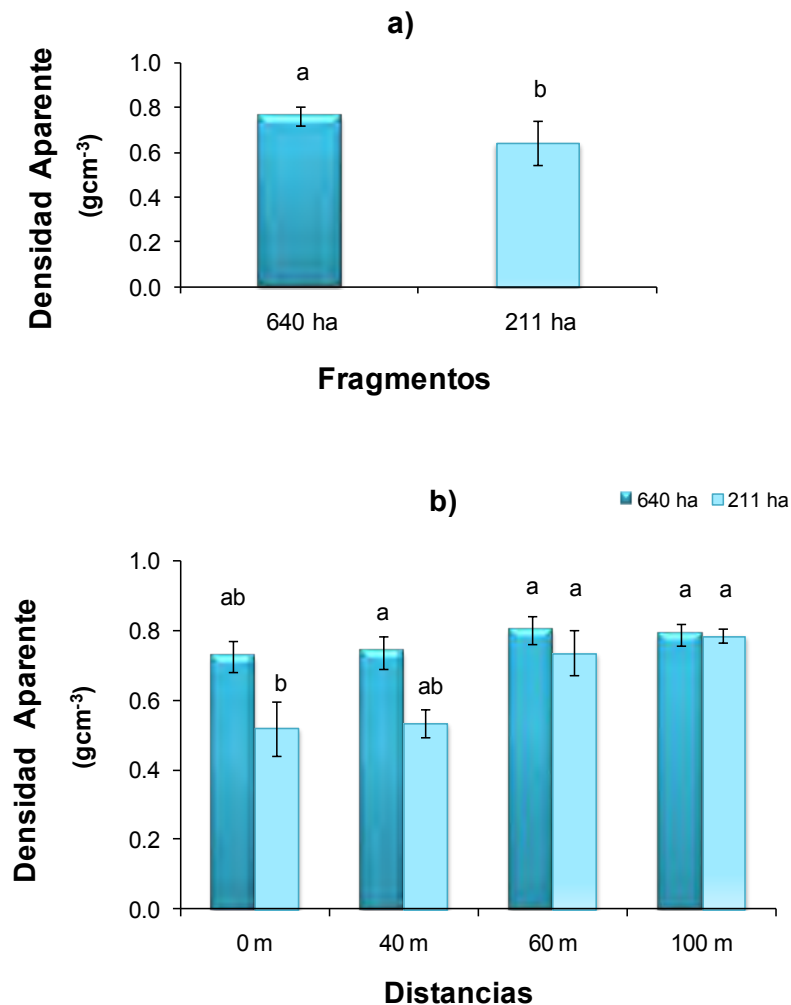 a)
Densidad Aparente
(gcm-3)
1.0
0.8
0.6
0.4
0.2
0.0
a
b
640 ha
211 ha
Fragmentos
b)
640 ha
211 ha
Densidad Aparente
(gcm-3)
1.0
0.8
0.6
0.4
0.2
0.0
ab
b
a
ab
a
a
a
a
0 m
40 m
60 m
100 m
Distancias